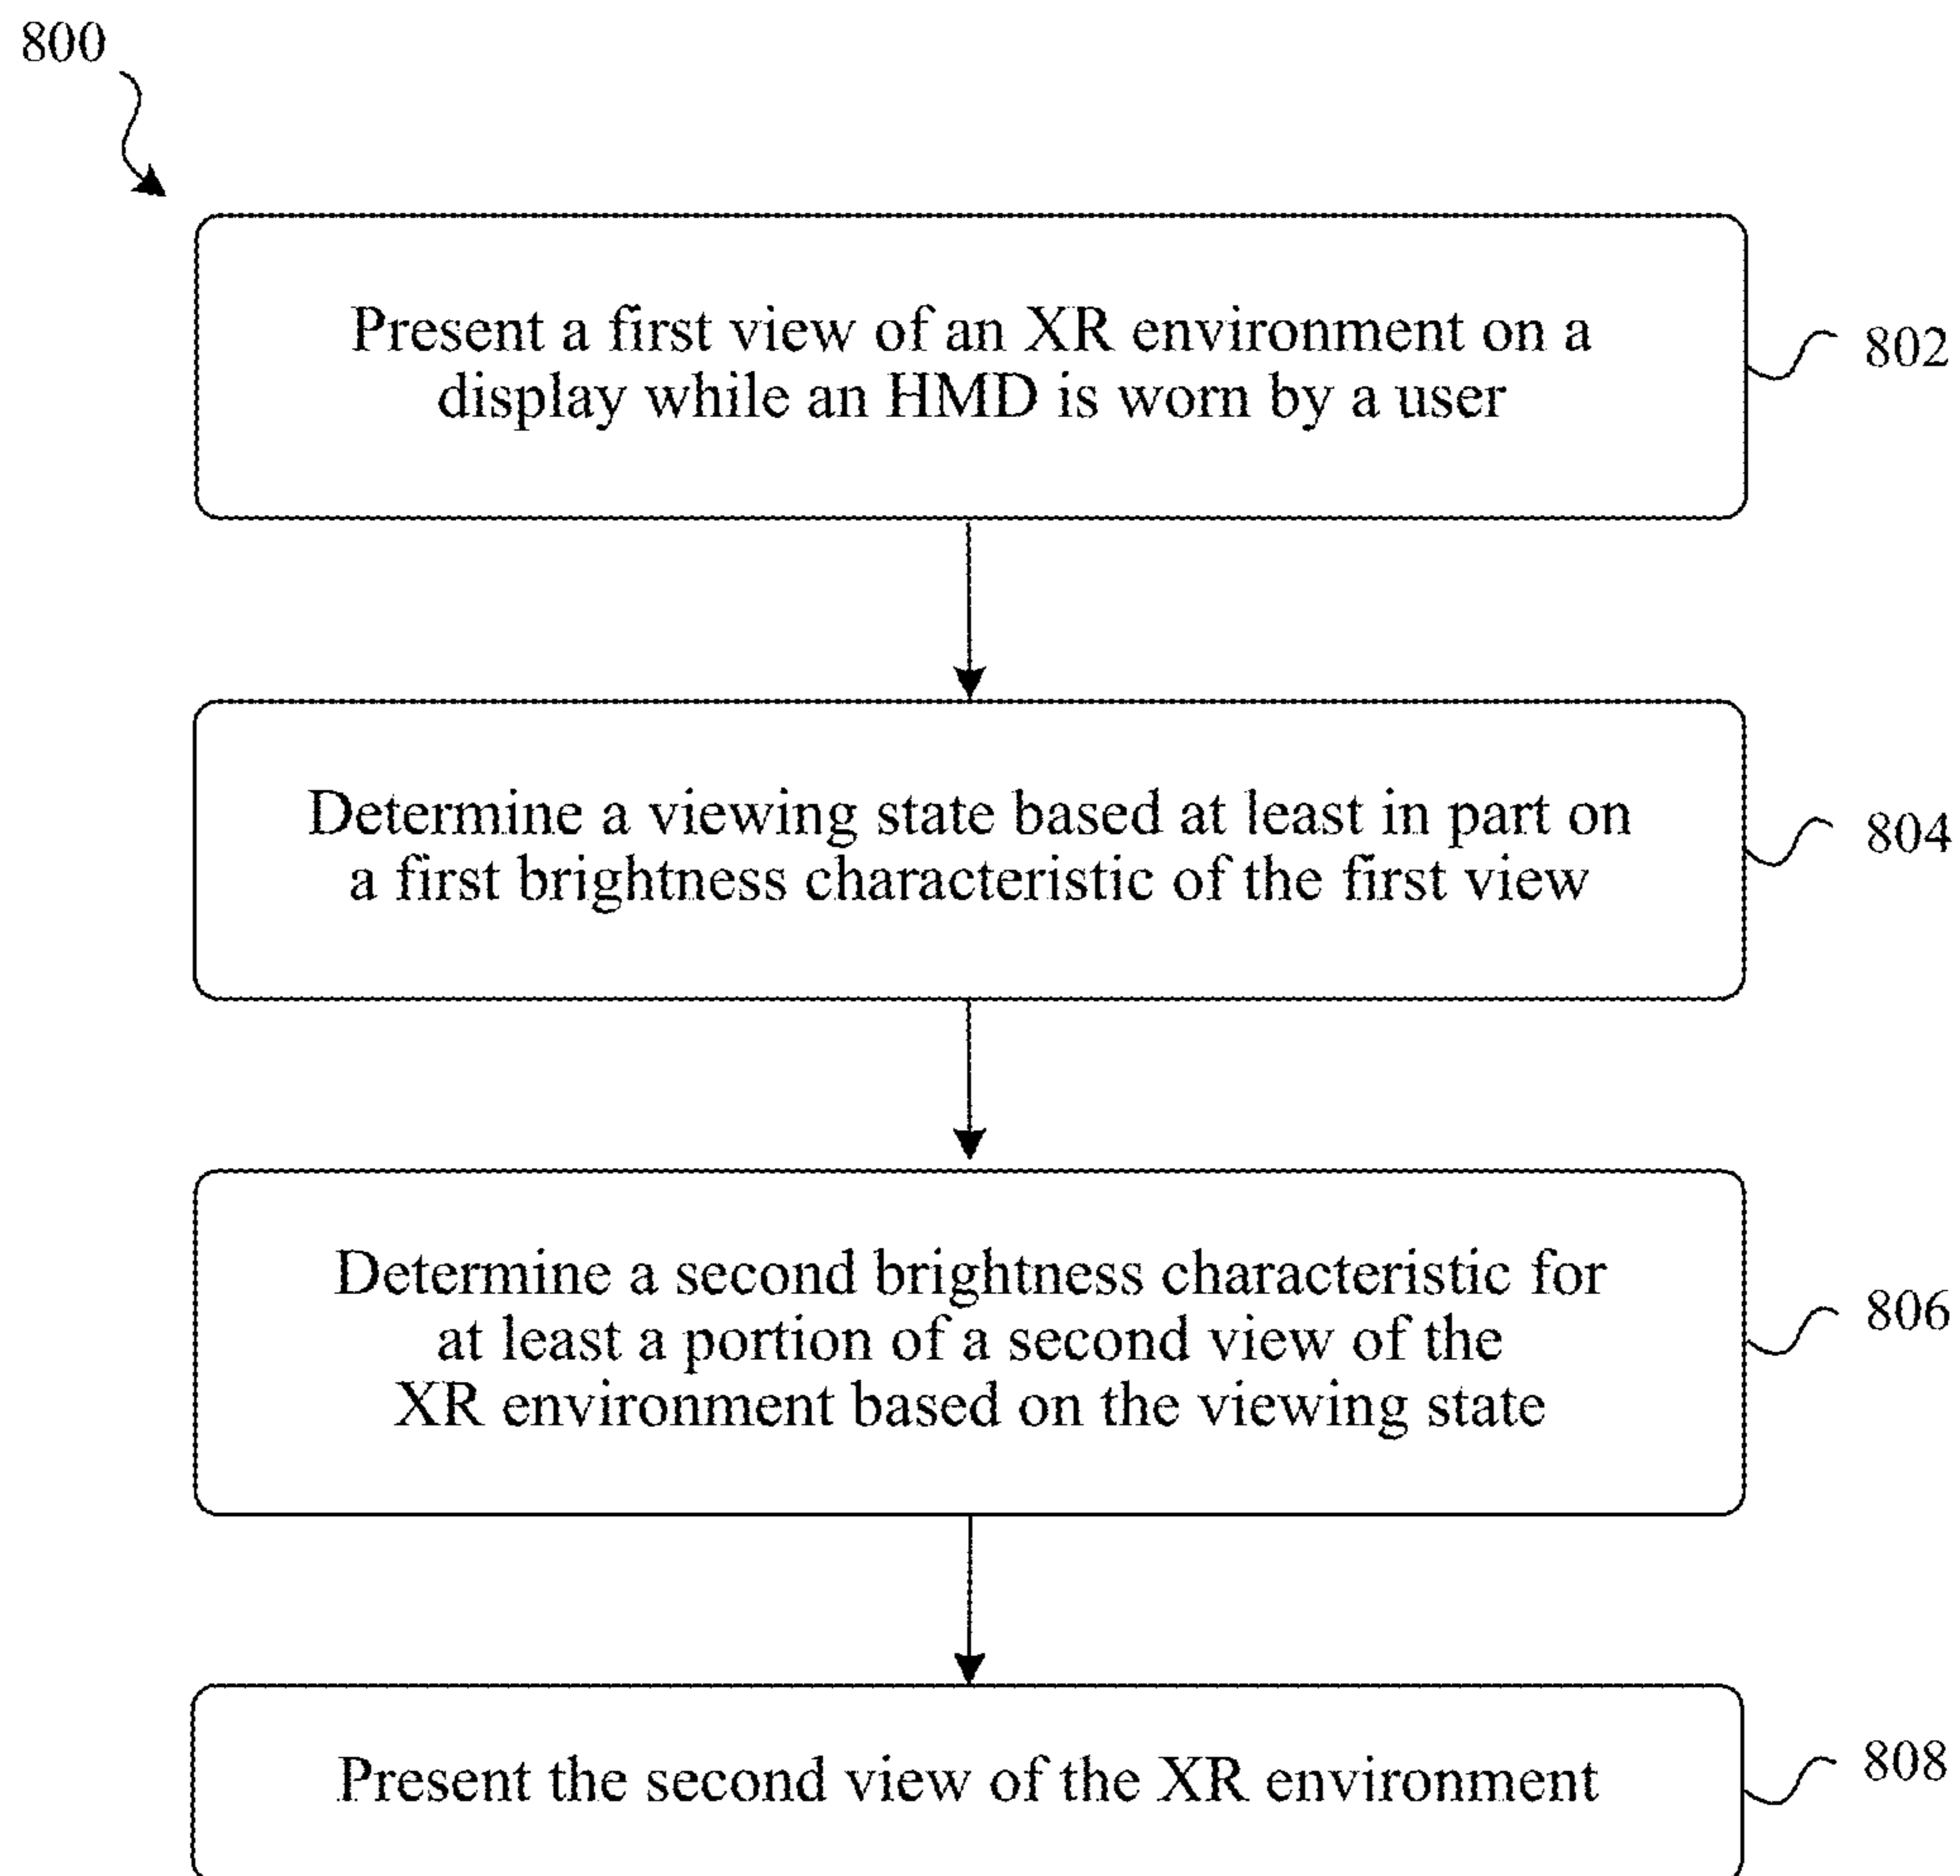 800
Present a first view of an XR environment on a
display while an HMD is worn by a user
802
Determine a viewing state based at least in part on
a first brightness characteristic of the first view
804
Determine a second brightness characteristic for
at least a portion of a second view of the
XR environment based on the viewing state
806
Present the second view of the XR environment
808